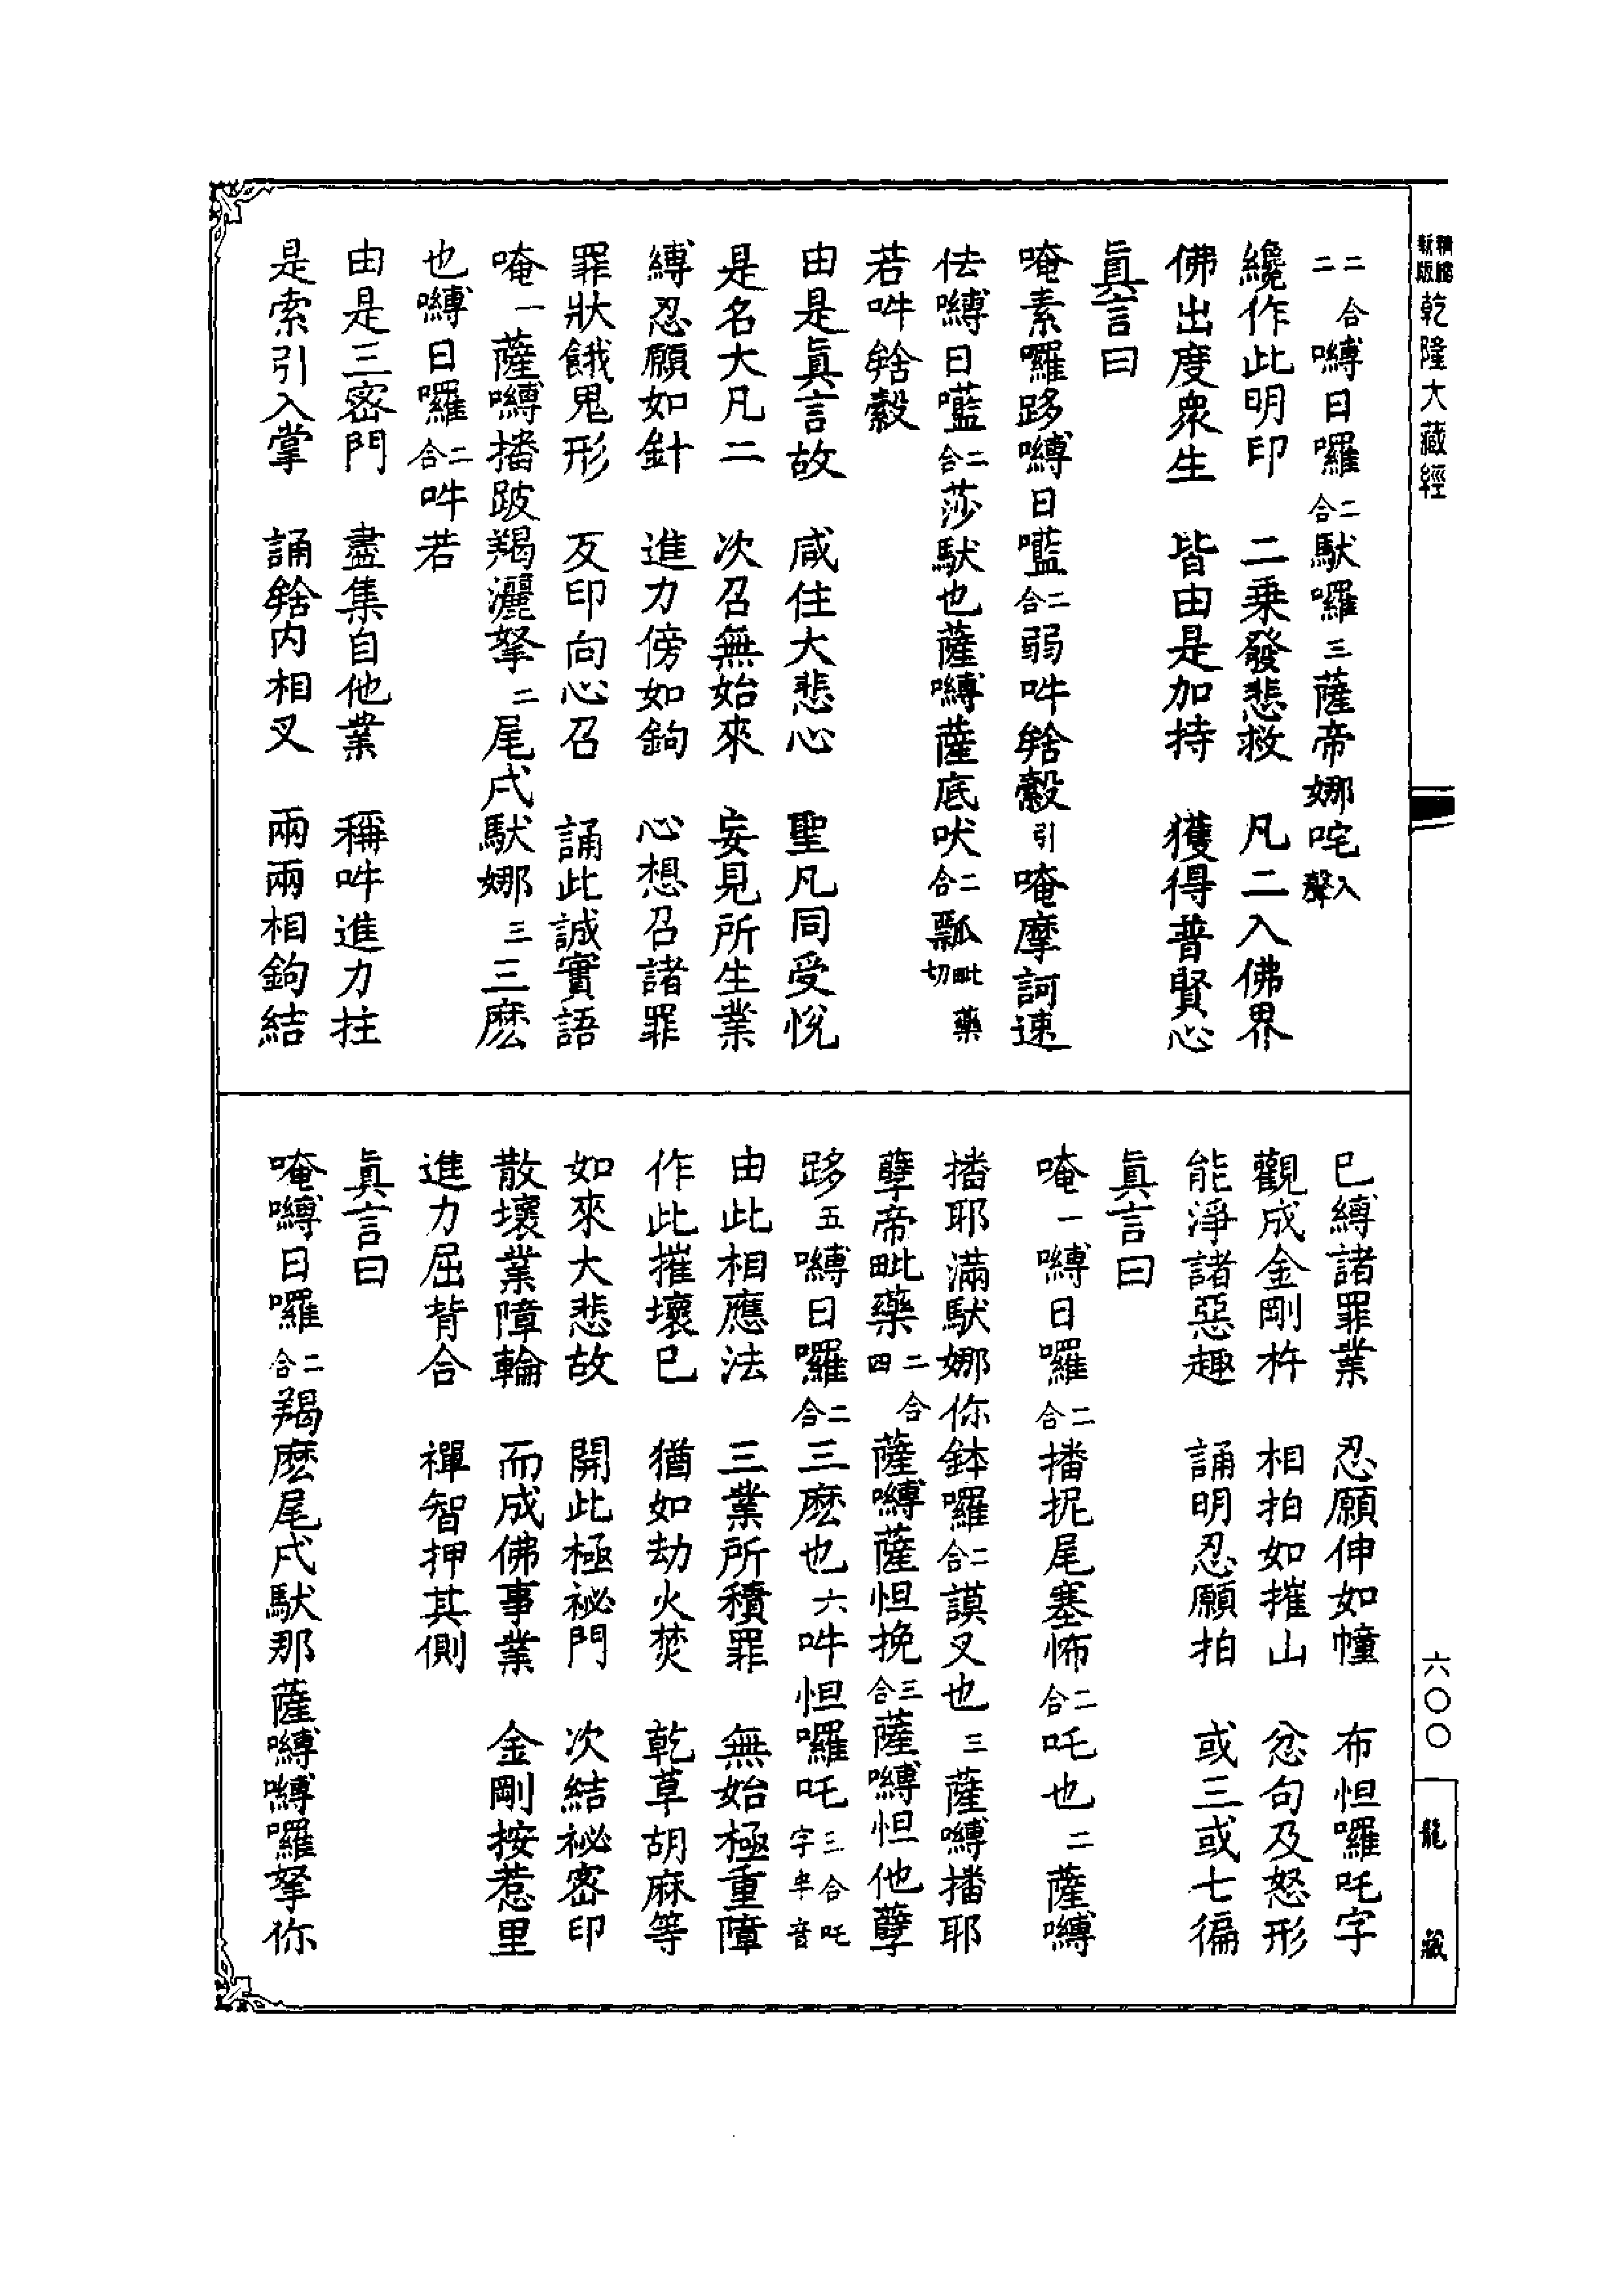 精縮新版乾隆大藏經
二合二嚩日囉二合馱囉三薩帝娜咤入聲
纔作此明印　二乘發悲救　凡二入佛界
佛出度衆生　皆由是加持　獲得普賢心
眞言曰
唵素囉跢嚩日㘕二合弱吽𤙖縠引唵摩訶速
佉嚩日㘕二合莎馱也薩嚩薩底吠二合瓢毗藥切
若吽𤙖縠
由是眞言故　咸住大悲心　聖凡同受悅
是名大凡二　次召無始來　妄見所生業
縛忍願如針　進力傍如鉤　心想召諸罪
罪狀餓鬼形　反印向心召　誦此誠實語
唵一薩嚩播跛羯灑拏二尾戍馱娜三三麽
也嚩日囉二合吽若
由是三密門　盡集自他業　稱吽進力拄
是索引入掌　誦𤙖內相叉　兩兩相鉤結
已縛諸罪業　忍願伸如幢　布怛囉吒字
觀成金剛杵　相拍如摧山　忿句及怒形
能淨諸惡趣　誦明忍願拍　或三或七徧
眞言曰
唵一嚩日囉二合播抳尾塞怖二合吒也二薩嚩
播耶滿馱娜你鉢囉二合謨叉也三薩嚩播耶
孽帝毗藥二合四薩嚩薩怛挽三合薩嚩怛他孽
跢五嚩日囉二合三麽也六吽怛囉吒三合吒字半音
由此相應法　三業所積罪　無始極重障
作此摧壞已　猶如劫火焚　乾草胡麻等
如來大悲故　開此極祕門　次結祕密印
散壞業障輪　而成佛事業　金剛按惹里
進力屈背合　禪智押其側
眞言曰
唵嚩日囉二合羯麽尾戍馱那薩嚩嚩囉拏你
六〇〇
龍藏